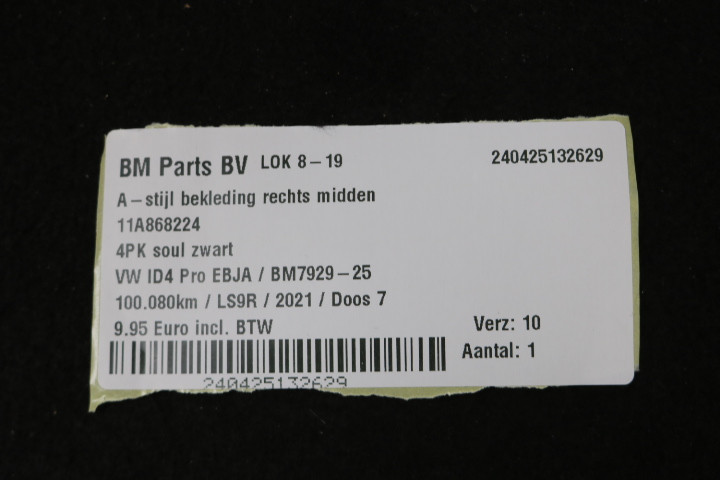 BM Parts BV LOK 8-19 240425132629
A-stijl bekleding rechts midden
11A868224
4PK soul zwart
VW ID4 Pro EBJA / BM7929-25
100.080km / LS9R / 2021 / Doos 7
9.95 Euro incl. BTW Verz: 10
Aantal: 1
240425132629